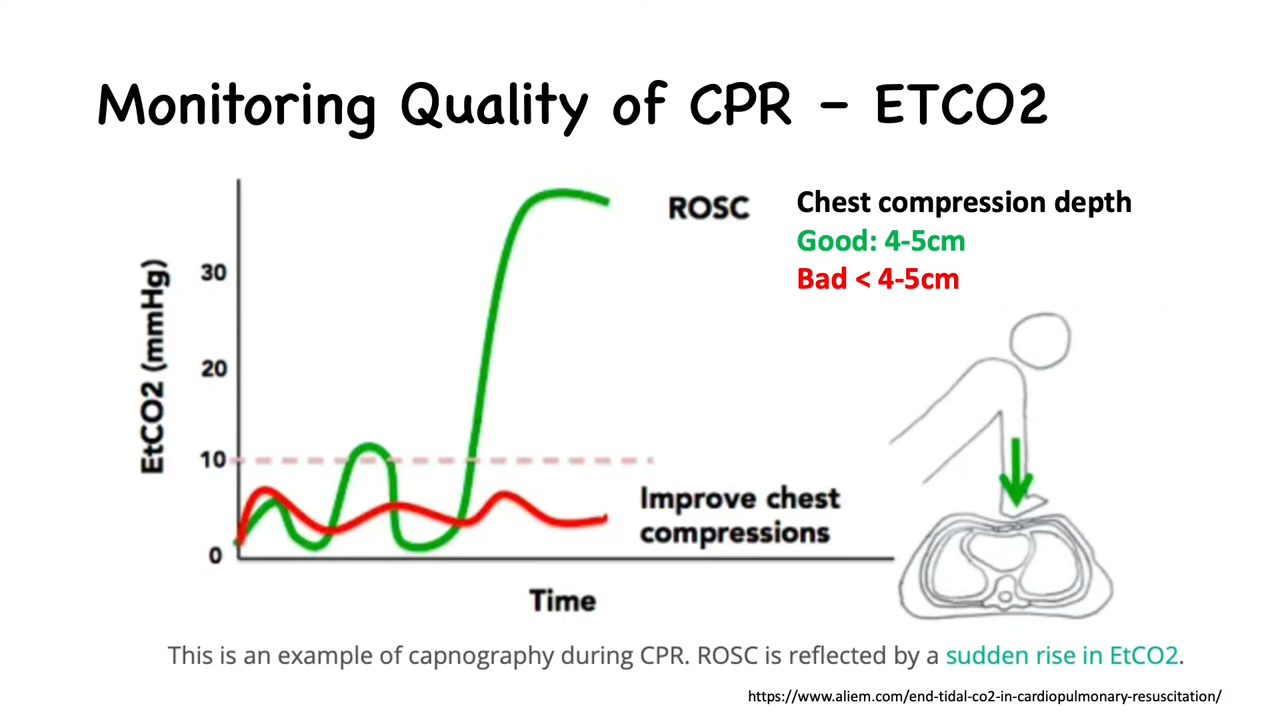 Monitoring Quality of CPR – ETCO2
ROSC
Chest compression depth
Good: 4-5cm
Bad < 4-5cm
EtCO2 (mmHg)
30
20
10
0
Improve chest
compressions
Time
This is an example of capnography during CPR. ROSC is reflected by a sudden rise in EtCO2.
https://www.aliem.com/end-tidal-co2-in-cardiopulmonary-resuscitation/